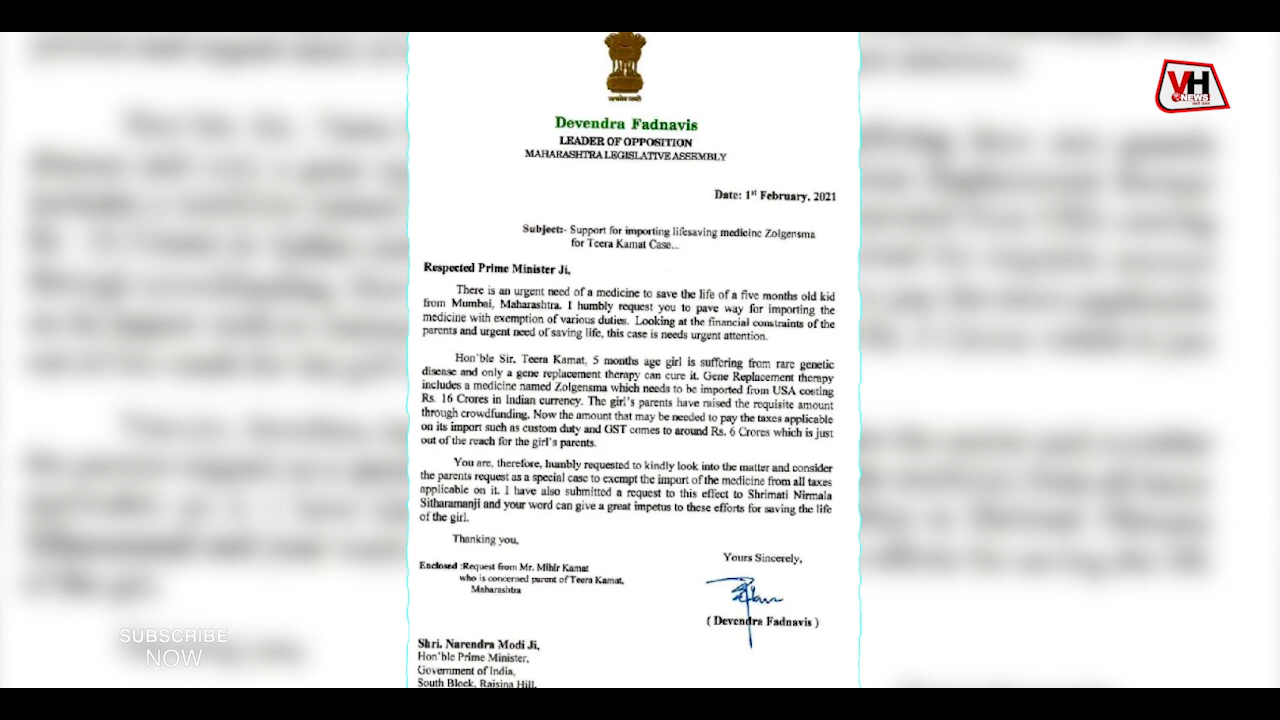 सत्यमेव जयते
Devendra Fadnavis
LEADER OF OPPOSITION
MAHARASHTRA LEGISLATIVE ASSEMBLY
Date: 1st February, 2021
Subject:- Support for importing lifesaving medicine Zolgensma
for Teera Kamat Case...
Respected Prime Minister Ji,
There is an urgent need of a medicine to save the life of a five months old kid
from Mumbai, Maharashtra. I humbly request you to pave way for importing the
medicine with exemption of various duties. Looking at the financial constraints of the
parents and urgent need of saving life, this case is needs urgent attention.
Hon'ble Sir, Teera Kamat, 5 months age girl is suffering from rare genetic
disease and only a gene replacement therapy can cure it. Gene Replacement therapy
includes a medicine named Zolgensma which needs to be imported from USA costing
Rs. 16 Crores in Indian currency. The girl's parents have raised the requisite amount
through crowdfunding. Now the amount that may be needed to pay the taxes applicable
on its import such as custom duty and GST comes to around Rs. 6 Crores which is just
out of the reach for the girl's parents.
You are, therefore, humbly requested to kindly look into the matter and consider
the parents request as a special case to exempt the import of the medicine from all taxes
applicable on it. I have also submitted a request to this effect to Shrimati Nirmala
Sitharamanji and your word can give a great impetus to these efforts for saving the life
of the girl.
Thanking you,
Yours Sincerely,
Enclosed :Request from Mr. Mihir Kamat
who is concerned parent of Teera Kamat,
Maharashtra
( Devendra Fadnavis )
Shri. Narendra Modi Ji,
Hon'ble Prime Minister,
Government of India,
South Block, Raisina Hill,
VH
NEWS
SUBSCRIBE
NOW